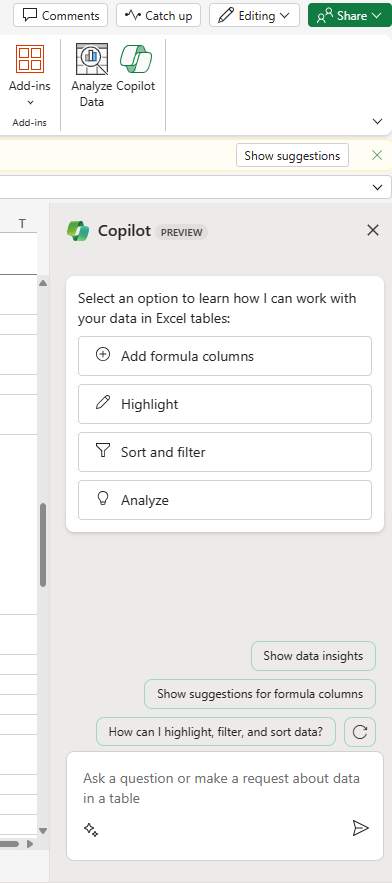 Comments Catch up Editing Share
Add-ins Analyze Copilot
Data
Add-ins
Show suggestions
T
Copilot PREVIEW
Select an option to learn how I can work with
your data in Excel tables:
Add formula columns
Highlight
Sort and filter
Analyze
Show data insights
Show suggestions for formula columns
How can I highlight, filter, and sort data?
Ask a question or make a request about data
in a table